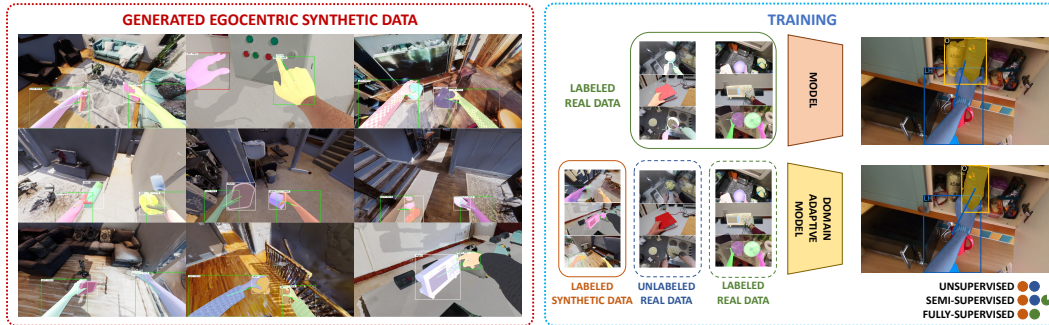 GENERATED EGOCENTRIC SYNTHETIC DATA
TRAINING
LABELED
REAL DATA
MODEL
DOMAIN
ADAPTIVE
MODEL
LABELED
SYNTHETIC DATA
UNLABELED
REAL DATA
LABELED
REAL DATA
UNSUPERVISED
SEMI-SUPERVISED
FULLY-SUPERVISED